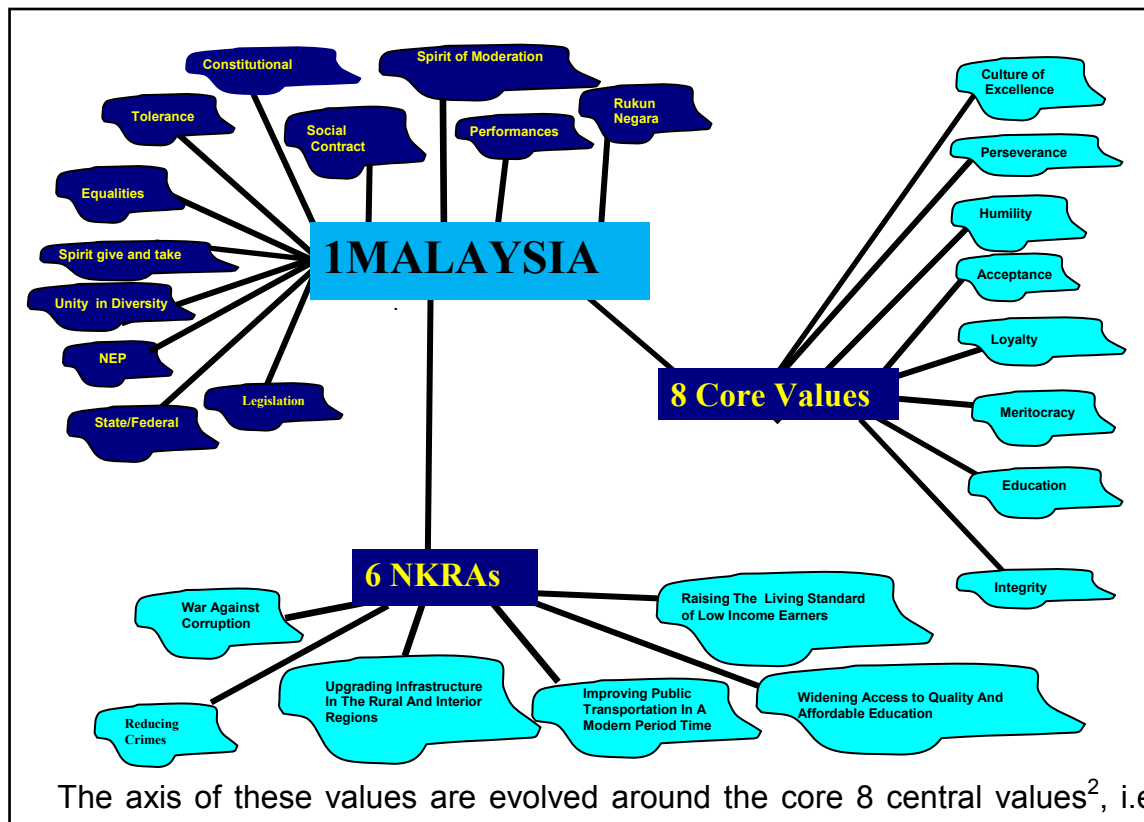 Constitutional
Spirit of Moderation
Tolerance
Social
Contract
Performances
Rukun
Negara
Equalities
Spirit give and take
Unity in Diversity
NEP
State/Federal
Legislation
1MALAYSIA
.
8 Core Values
Culture of
Excellence
Perseverance
Humility
Acceptance
Loyalty
Meritocracy
Education
Integrity
6 NKRAs
War Against
Corruption
Reducing
Crimes
Upgrading Infrastructure
In The Rural And Interior
Regions
Improving Public
Transportation In A
Modern Period Time
Raising The Living Standard
of Low Income Earners
Widening Access to Quality And
Affordable Education
The axis of these values are evolved around the core 8 central values², i.e